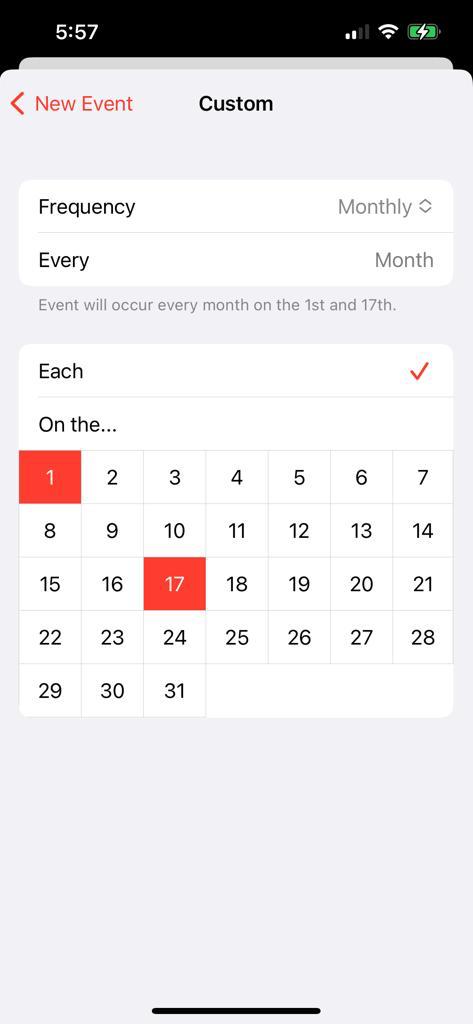 5:57
New Event Custom
Frequency Monthly
Every Month
Event will occur every month on the 1st and 17th.
Each
On the...
1 2 3 4 5 6 7
8 9 10 11 12 13 14
15 16 17 18 19 20 21
22 23 24 25 26 27 28
29 30 31